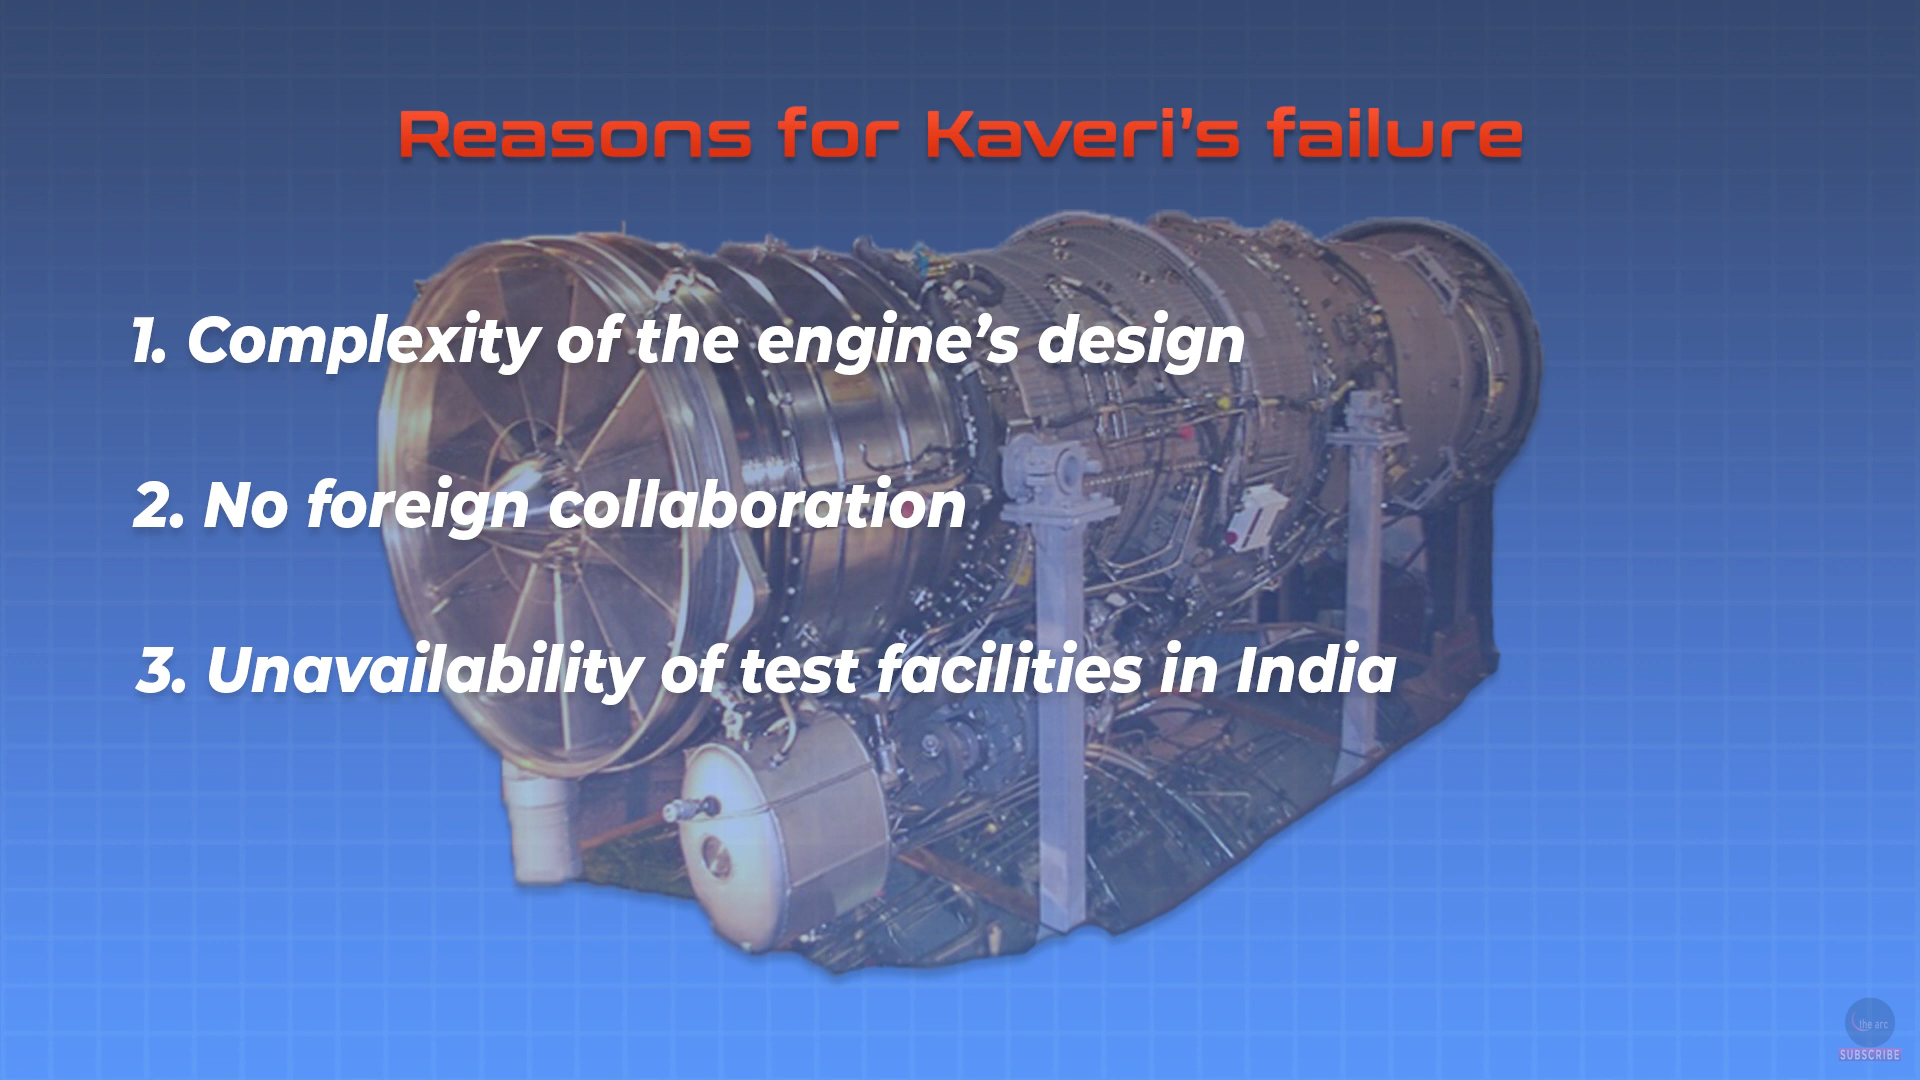 Reasons for Kaveri's failure
1. Complexity of the engine's design
2. No foreign collaboration
3. Unavailability of test facilities in India
the arc
SUBSCRIBE